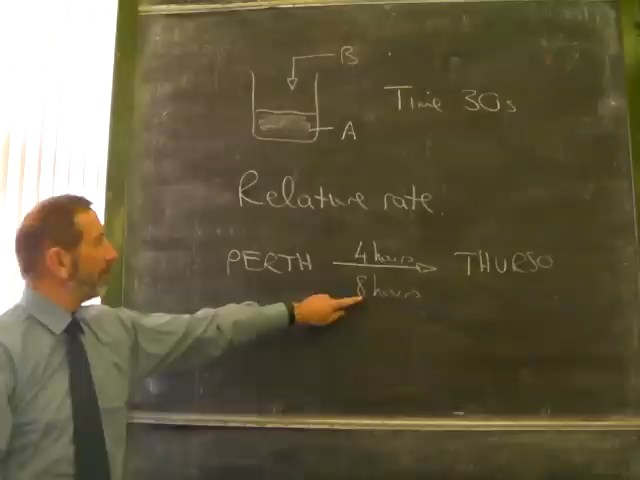 B
Time 30s
A
Relative rate.
PERTH 4 hours THURSO
8 hours